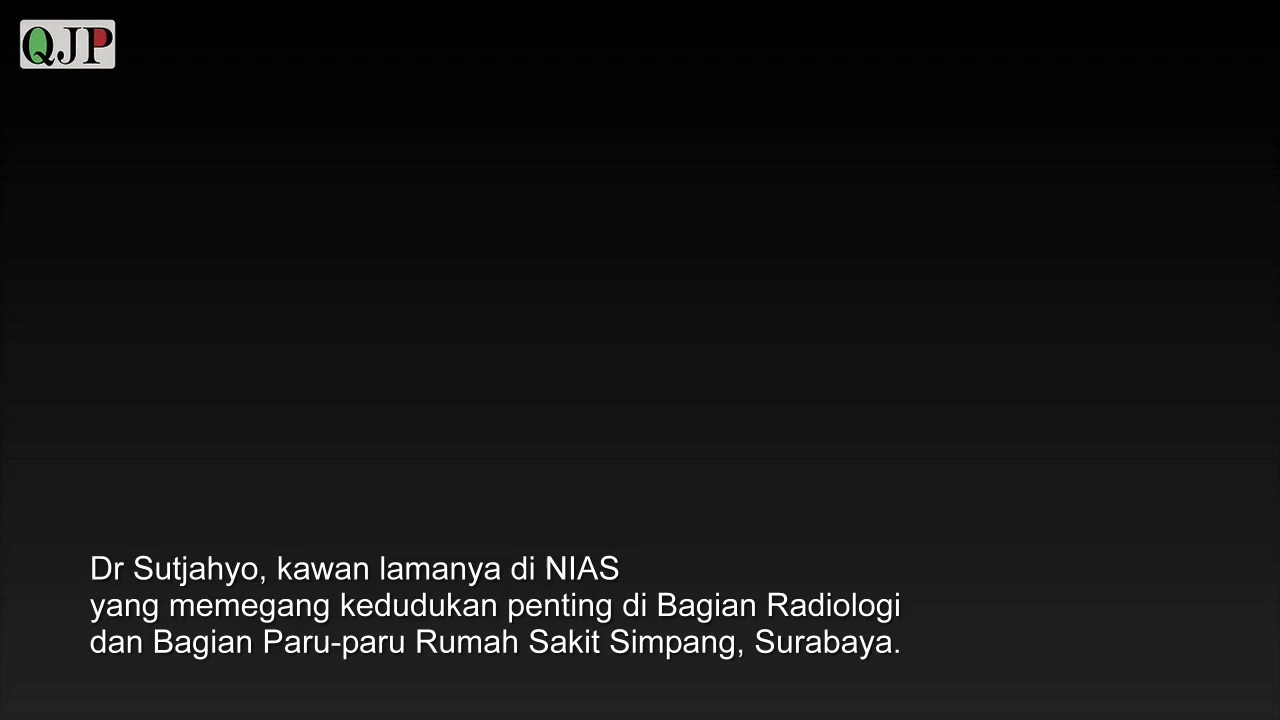 QJP
Dr Sutjahyo, kawan lamanya di NIAS
yang memegang kedudukan penting di Bagian Radiologi
dan Bagian Paru-paru Rumah Sakit Simpang, Surabaya.